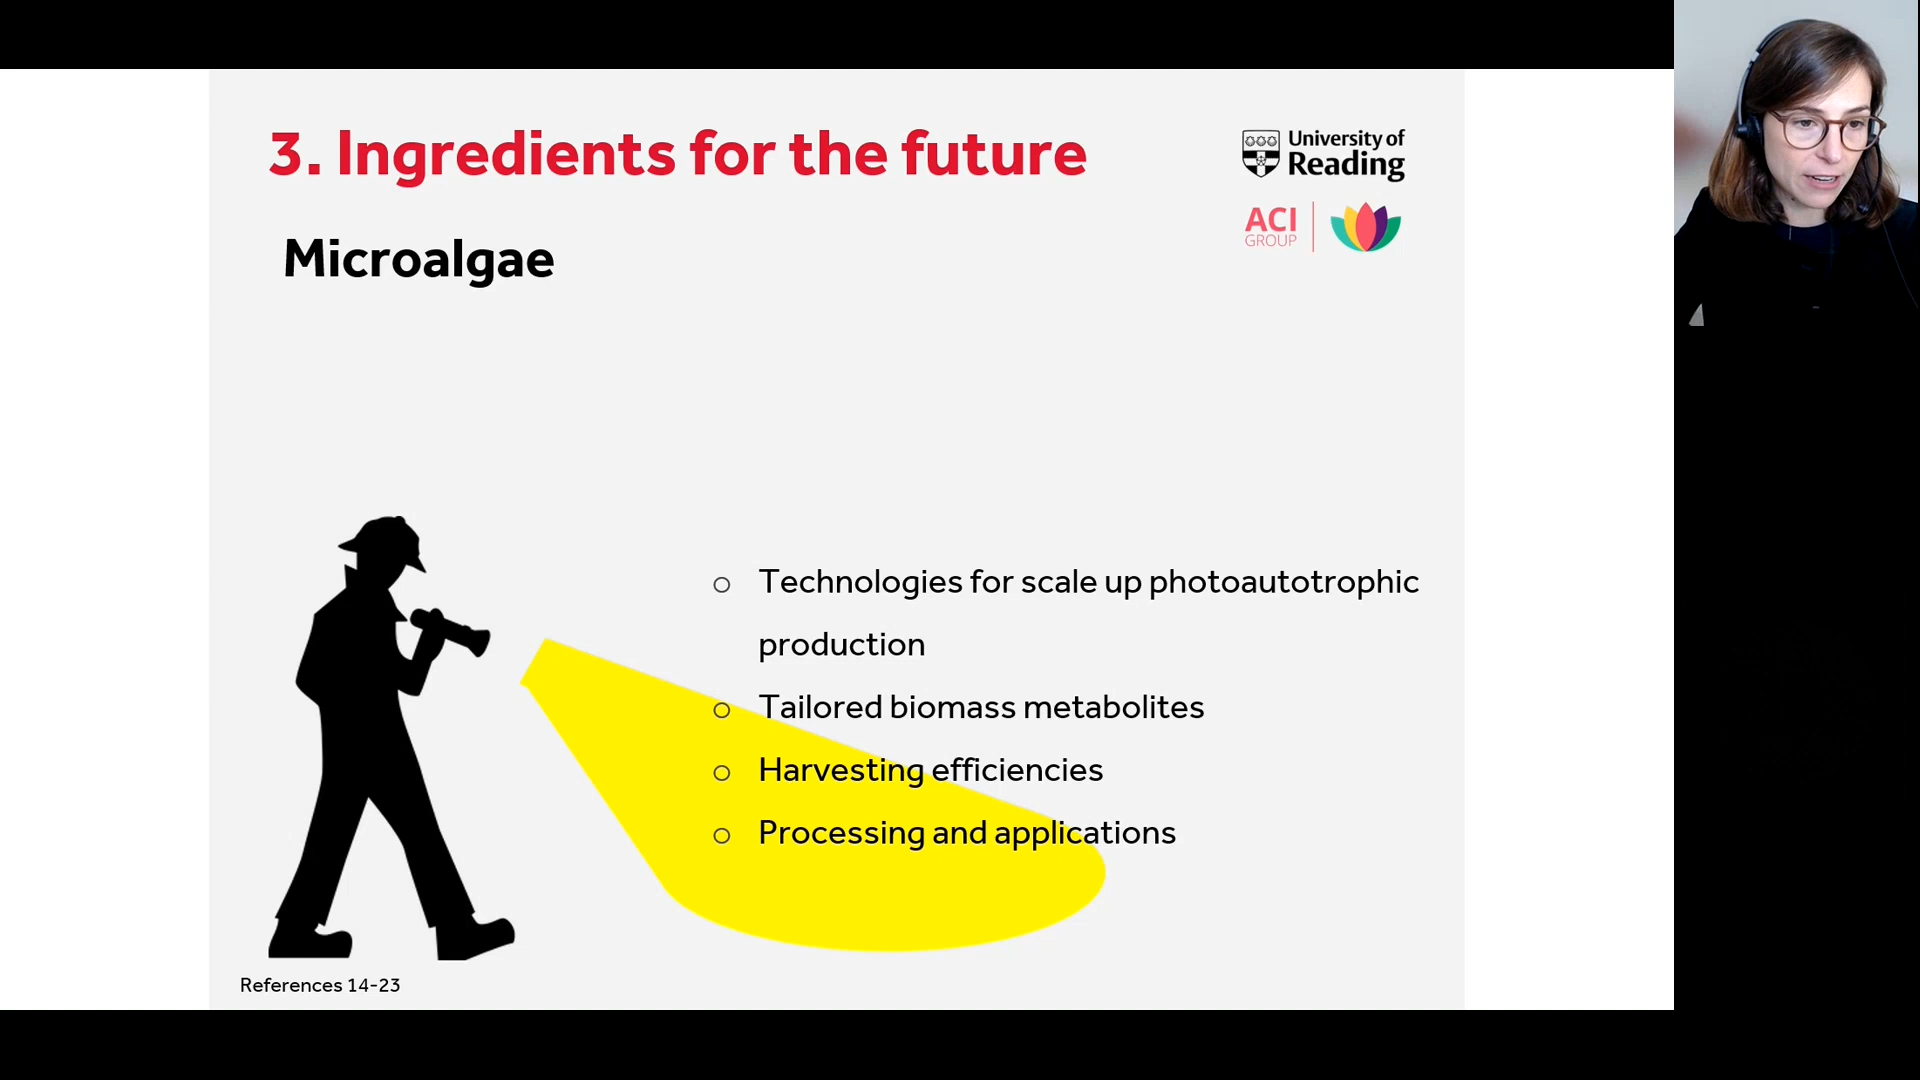 3. Ingredients for the future
University of
Reading
ACI
GROUP
Microalgae
○ Technologies for scale up photoautotrophic
production
○ Tailored biomass metabolites
○ Harvesting efficiencies
○ Processing and applications
References 14-23